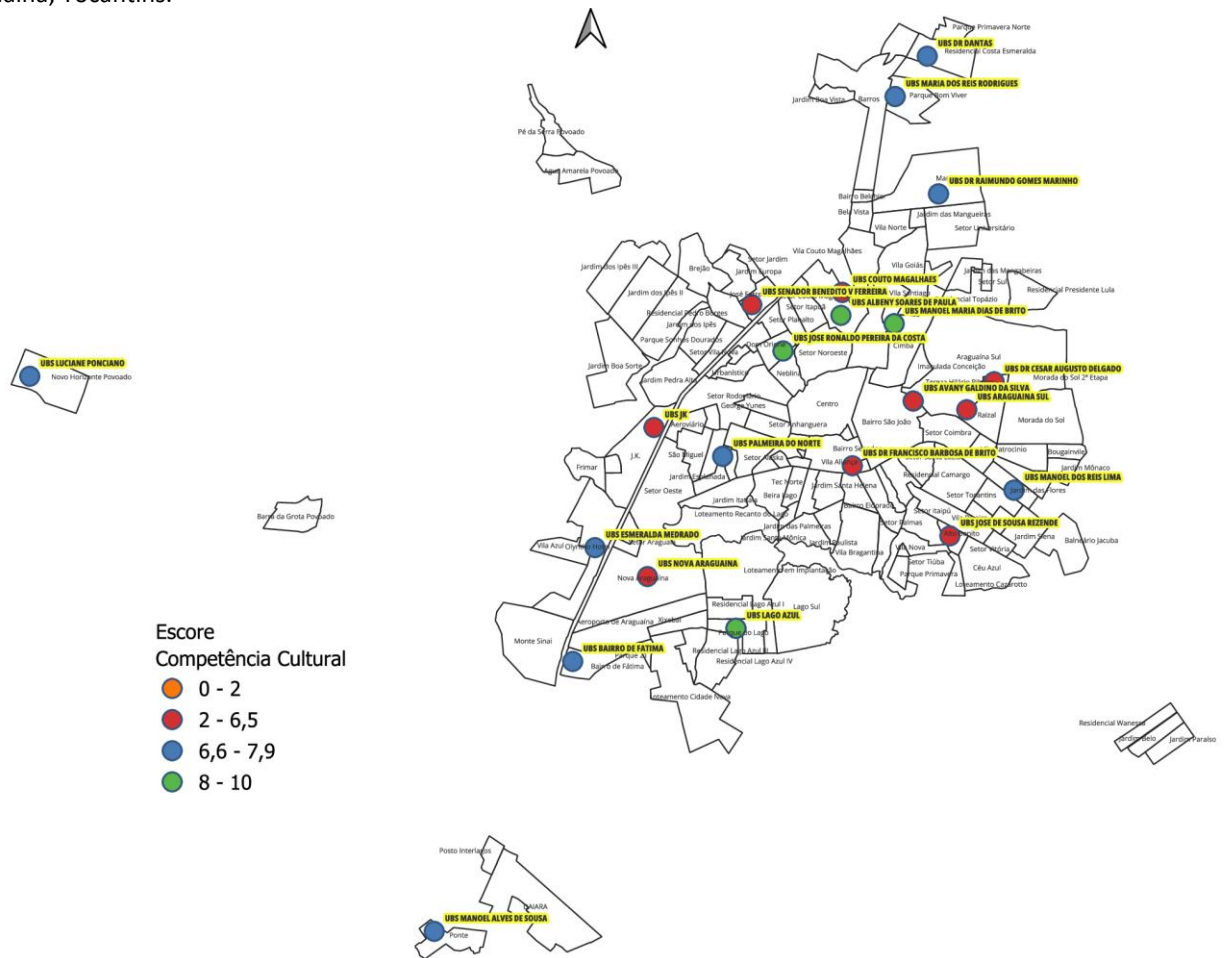 Parque Primavera Norte
UBS DR DANTAS
Residencial Costa Esmeralda
UBS MARIA DOS REIS RODRIGUES
Jardim Boa Vista
Barros
Parque Bom Viver
Pé da Serra Povoado
Água Amarela Povoado
UBS DR RAIMUNDO GOMES MARINHO
Bairro Belchior
Bela Vista
Jardim das Mangueiras
Vila Norte
Setor Universitário
Vila Couto Magalhães
Setor Jardim
Jardim dos Ipês III
Brejão
Jardim Europa
Vila Goiás
Jardim das Mangabeiras
Setor Sul
UBS COUTO MAGALHAES
Jardim dos Ipês II
UBS SENADOR BENEDITO V FERREIRA
Vila Santiago
Residencial Presidente Lula
UBS ALBENY SOARES DE PAULA
Setor Itapuã
UBS MANOEL MARIA DIAS DE BRITO
Residencial Pedro Borges
Setor Planalto
Jardim dos Ipês
Parque Sonhos Dourados
UBS JOSE RONALDO PEREIRA DA COSTA
Setor Noroeste
Cimba
Araguaína Sul
UBS LUCIANE PONCIANO
Novo Horizonte Povoado
Jardim Boa Sorte
Imaculada Conceição
UBS DR CESAR AUGUSTO DELGADO
Urbanístico
Neblina
Jardim Pedra Alta
Morada do Sol 2ª Etapa
UBS AVANY GALDINO DA SILVA
UBS ARAGUAINA SUL
Setor Rodoviário
George Yunes
Centro
UBS JK
Aeroviário
Setor Anhanguera
Bairro São João
Raizal
Morada do Sol
Setor Coimbra
J.K.
São Miguel
UBS PALMEIRA DO NORTE
UBS DR FRANCISCO BARBOSA DE BRITO
Bougainvile
Frimar
Vila Aliança
Jardim Mônaco
Setor Oeste
Jardim Esplanada
Tec Norte
Jardim Santa Helena
Residencial Camargo
UBS MANOEL DOS REIS LIMA
Jardim das Flores
Beira Lago
Setor Tocantins
Jardim Itatiaia
Barra da Grota Povoado
Loteamento Recanto do Lago
Bairro Eldorado
Setor Itaipú
Jardim das Palmeiras
Setor Palmas
UBS JOSE DE SOUSA REZENDE
UBS ESMERALDA MEDRADO
Jardim Santa Mônica
Jardim Paulista
Jardim Siena
Balneário Jacuba
Vila Azul
Setor Araguaia
Vila Bragantina
Vila Nova
Setor Vitória
UBS NOVA ARAGUAINA
Nova Araguaína
Loteamento em Implantação
Setor Tiúba
Céu Azul
Parque Primavera
Loteamento Cazarotto
Residencial Lago Azul I
Lago Sul
UBS LAGO AZUL
Aeroporto de Araguaína
Xixebal
Parque do Lago
Monte Sinai
UBS BAIRRO DE FATIMA
Bairro de Fátima
Residencial Lago Azul III
Residencial Lago Azul IV
Loteamento Cidade Nova
Escore
Competência Cultural
0 - 2
2 - 6,5
6,6 - 7,9
8 - 10
Residencial Wanessa
Jardim Belo
Jardim Paraíso
Posto Interlagos
UBS MANOEL ALVES DE SOUSA
Ponte